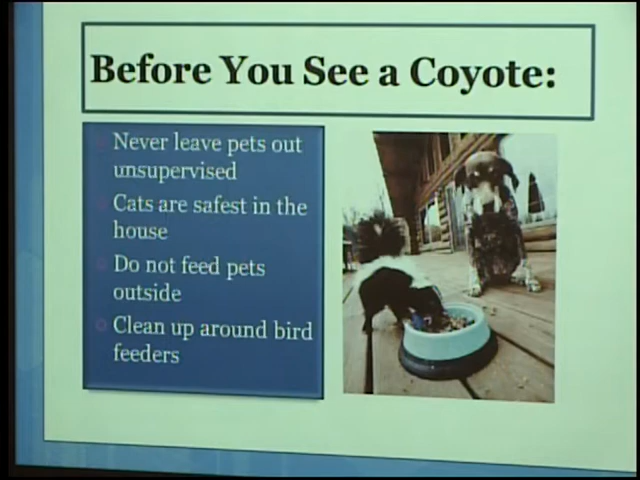 Before You See a Coyote:
Never leave pets out
unsupervised
Cats are safest in the
house
Do not feed pets
outside
Clean up around bird
feeders